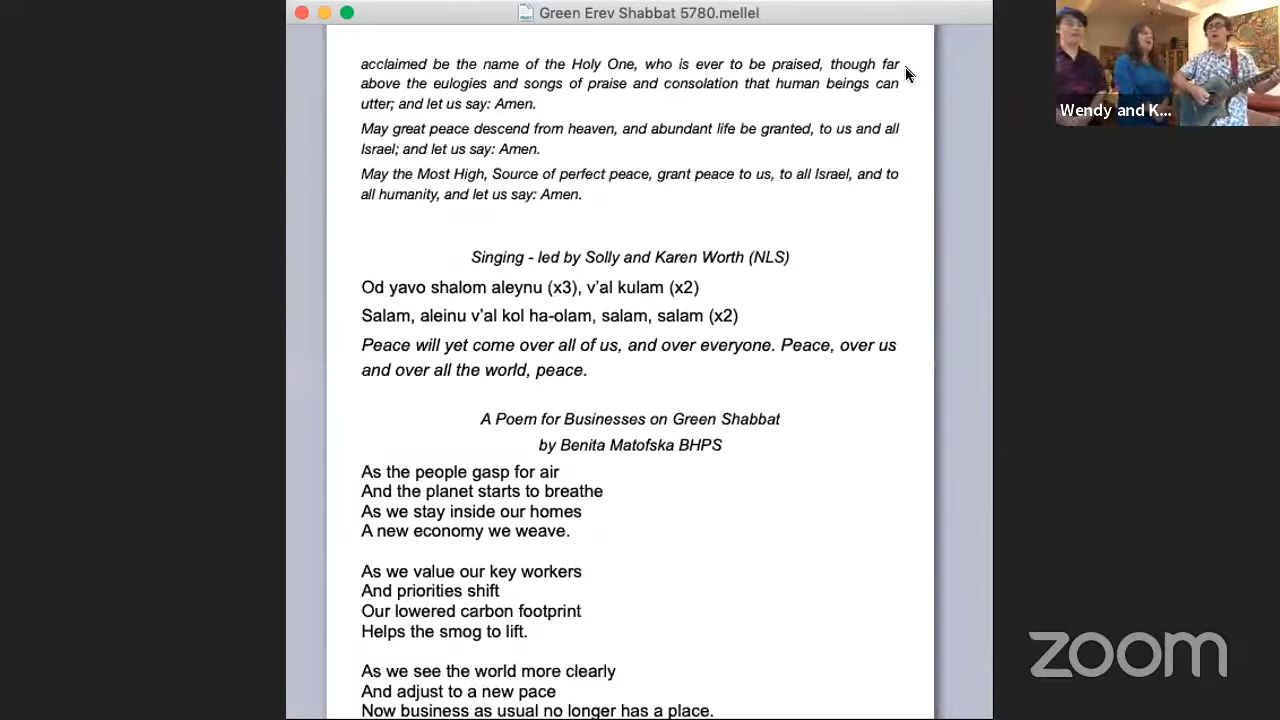 Green Erev Shabbat 5780.mellel
acclaimed be the name of the Holy One, who is ever to be praised, though far
above the eulogies and songs of praise and consolation that human beings can
utter; and let us say: Amen.
May great peace descend from heaven, and abundant life be granted, to us and all
Israel; and let us say: Amen.
May the Most High, Source of perfect peace, grant peace to us, to all Israel, and to
all humanity, and let us say: Amen.
Singing - led by Solly and Karen Worth (NLS)
Od yavo shalom aleynu (x3), v’al kulam (x2)
Salam, aleinu v’al kol ha-olam, salam, salam (x2)
Peace will yet come over all of us, and over everyone. Peace, over us
and over all the world, peace.
A Poem for Businesses on Green Shabbat
by Benita Matofska BHPS
As the people gasp for air
And the planet starts to breathe
As we stay inside our homes
A new economy we weave.
As we value our key workers
And priorities shift
Our lowered carbon footprint
Helps the smog to lift.
As we see the world more clearly
And adjust to a new pace
Now business as usual no longer has a place.
Wendy and K...
zoom